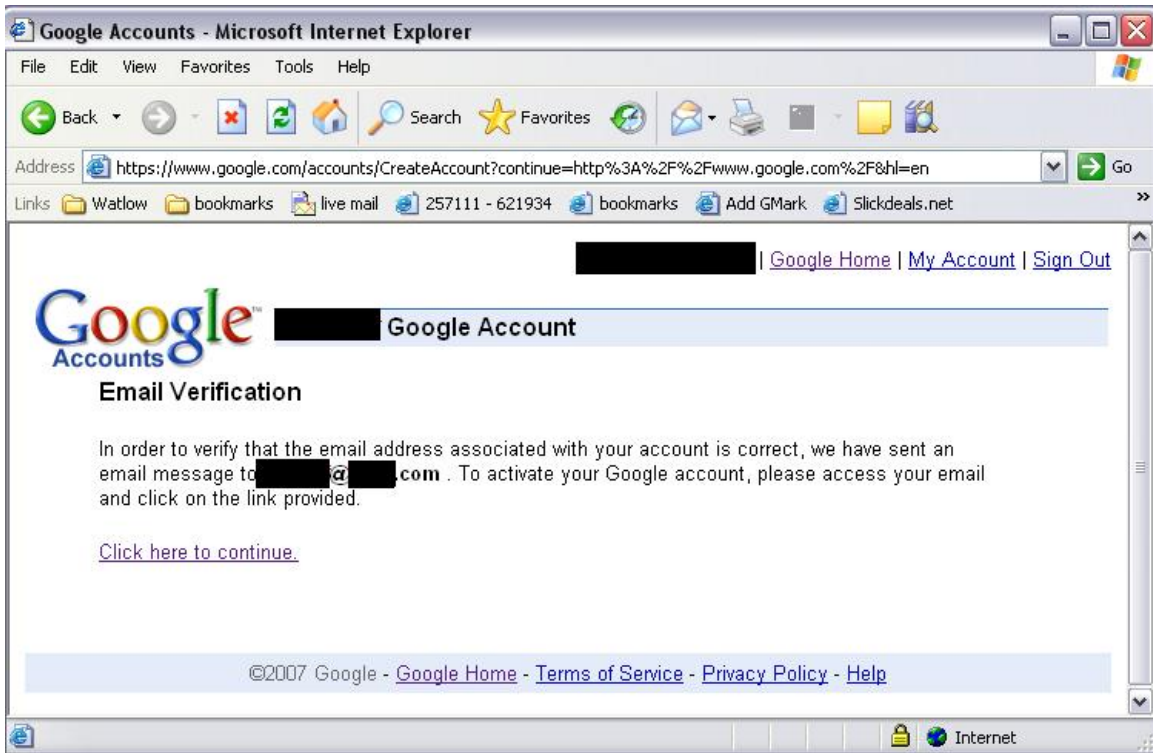 Google Accounts - Microsoft Internet Explorer
File Edit View Favorites Tools Help
Back Search Favorites
Address https://www.google.com/accounts/CreateAccount?continue=http%3A%2F%2Fwww.google.com%2F&hl=en Go
Links Watlow bookmarks live mail 257111 - 621934 bookmarks Add GMark Slickdeals.net »
| Google Home | My Account | Sign Out
Google™ Accounts
Google Account
Email Verification
In order to verify that the email address associated with your account is correct, we have sent an
email message to @ .com . To activate your Google account, please access your email
and click on the link provided.
Click here to continue.
©2007 Google - Google Home - Terms of Service - Privacy Policy - Help
Internet